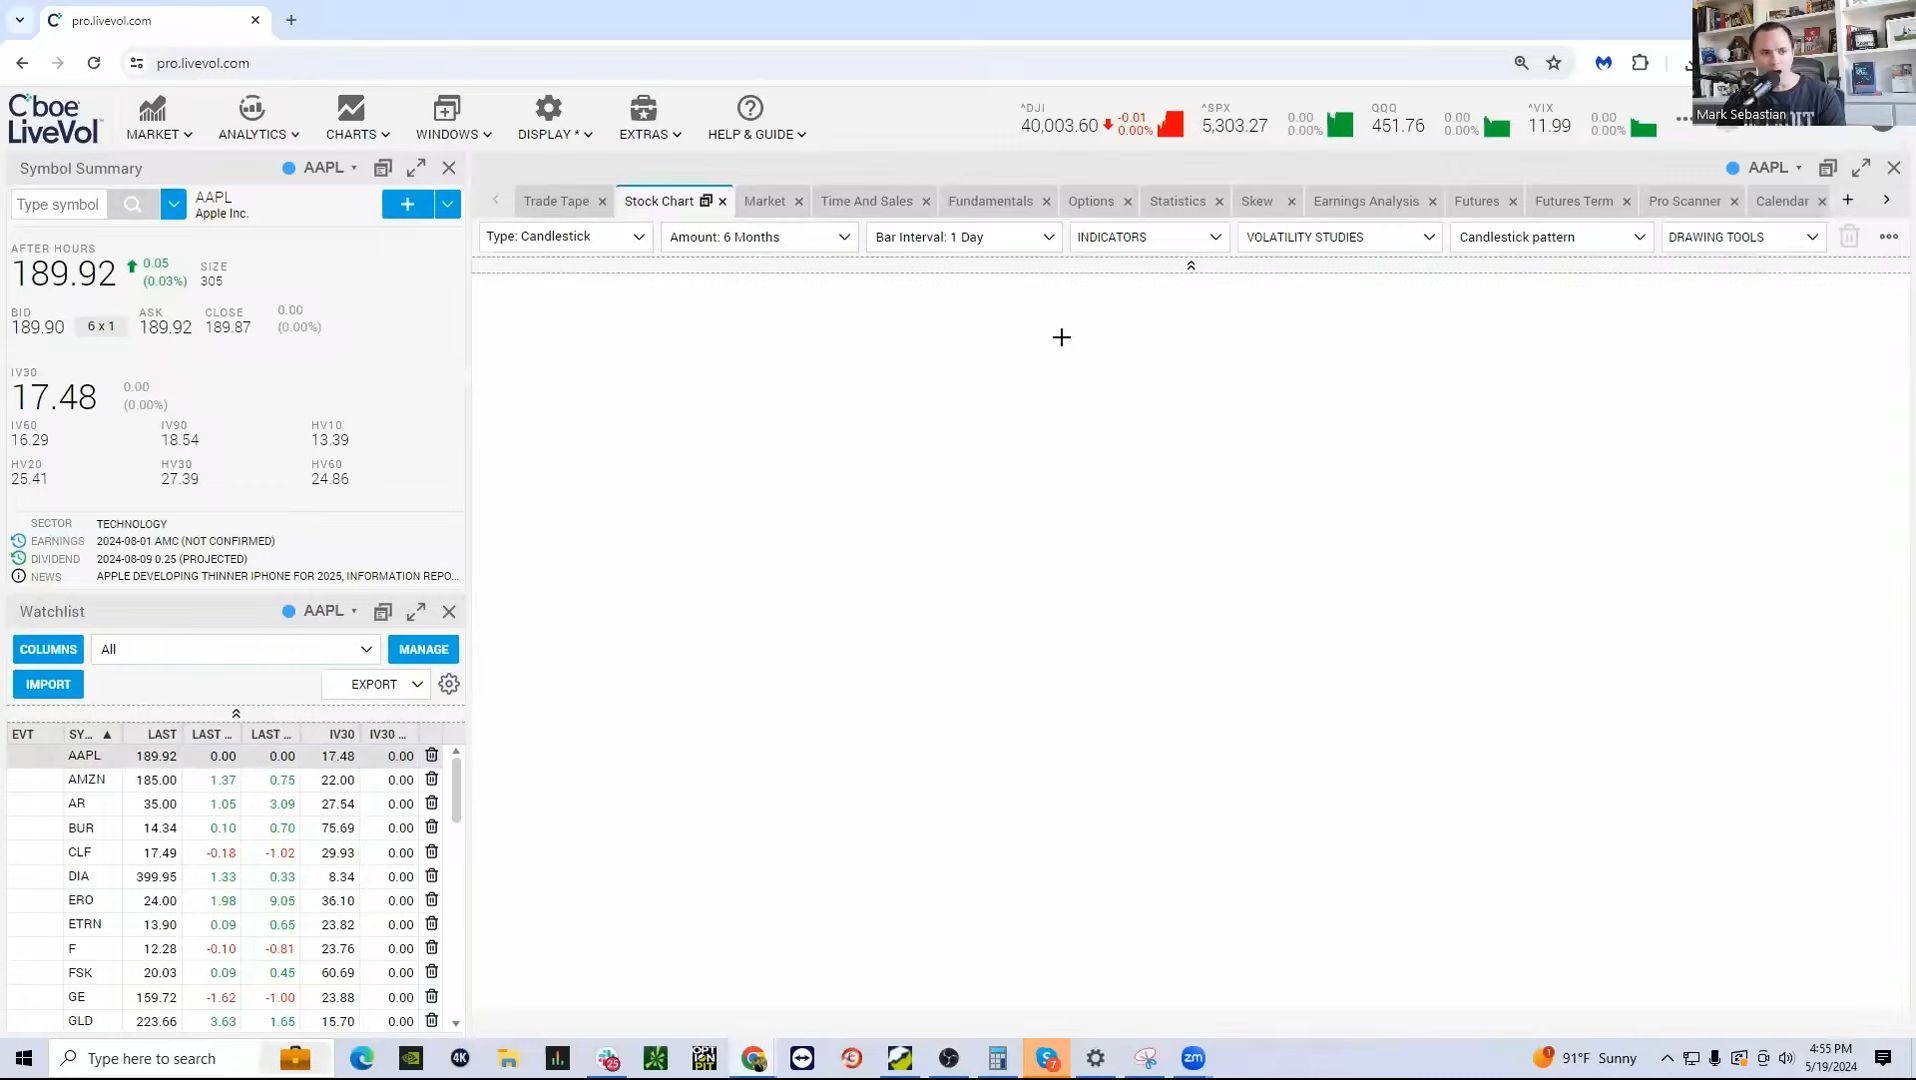 pro.livevol.com
pro.livevol.com
Cboe LiveVol
MARKET
ANALYTICS
CHARTS
WINDOWS
DISPLAY *
EXTRAS
HELP & GUIDE
^DJI
40,003.60
-0.01
0.00%
^SPX
5,303.27
0.00
0.00%
QQQ
451.76
0.00
0.00%
^VIX
11.99
0.00
0.00%
Mark Sebastian
Symbol Summary
AAPL
Type symbol
AAPL
Apple Inc.
AFTER HOURS
189.92
0.05
(0.03%)
SIZE
305
BID
189.90
6 x 1
ASK
189.92
CLOSE
189.87
0.00
(0.00%)
IV30
17.48
0.00
(0.00%)
IV60
16.29
IV90
18.54
HV10
13.39
HV20
25.41
HV30
27.39
HV60
24.86
SECTOR TECHNOLOGY
EARNINGS 2024-08-01 AMC (NOT CONFIRMED)
DIVIDEND 2024-08-09 0.25 (PROJECTED)
NEWS APPLE DEVELOPING THINNER IPHONE FOR 2025, INFORMATION REPO...
Watchlist
AAPL
COLUMNS
All
MANAGE
IMPORT
EXPORT
EVT SY... LAST LAST ... LAST ... IV30 IV30 ...
AAPL 189.92 0.00 0.00 17.48 0.00
AMZN 185.00 1.37 0.75 22.00 0.00
AR 35.00 1.05 3.09 27.54 0.00
BUR 14.34 0.10 0.70 75.69 0.00
CLF 17.49 -0.18 -1.02 29.93 0.00
DIA 399.95 1.33 0.33 8.34 0.00
ERO 24.00 1.98 9.05 36.10 0.00
ETRN 13.90 0.09 0.65 23.82 0.00
F 12.28 -0.10 -0.81 23.76 0.00
FSK 20.03 0.09 0.45 60.69 0.00
GE 159.72 -1.62 -1.00 23.88 0.00
GLD 223.66 3.63 1.65 15.70 0.00
AAPL
Trade Tape
Stock Chart
Market
Time And Sales
Fundamentals
Options
Statistics
Skew
Earnings Analysis
Futures
Futures Term
Pro Scanner
Calendar
Type: Candlestick
Amount: 6 Months
Bar Interval: 1 Day
INDICATORS
VOLATILITY STUDIES
Candlestick pattern
DRAWING TOOLS
Type here to search
4K
25
OPT ION PIT
7
zm
1
91°F Sunny
4:55 PM
5/19/2024